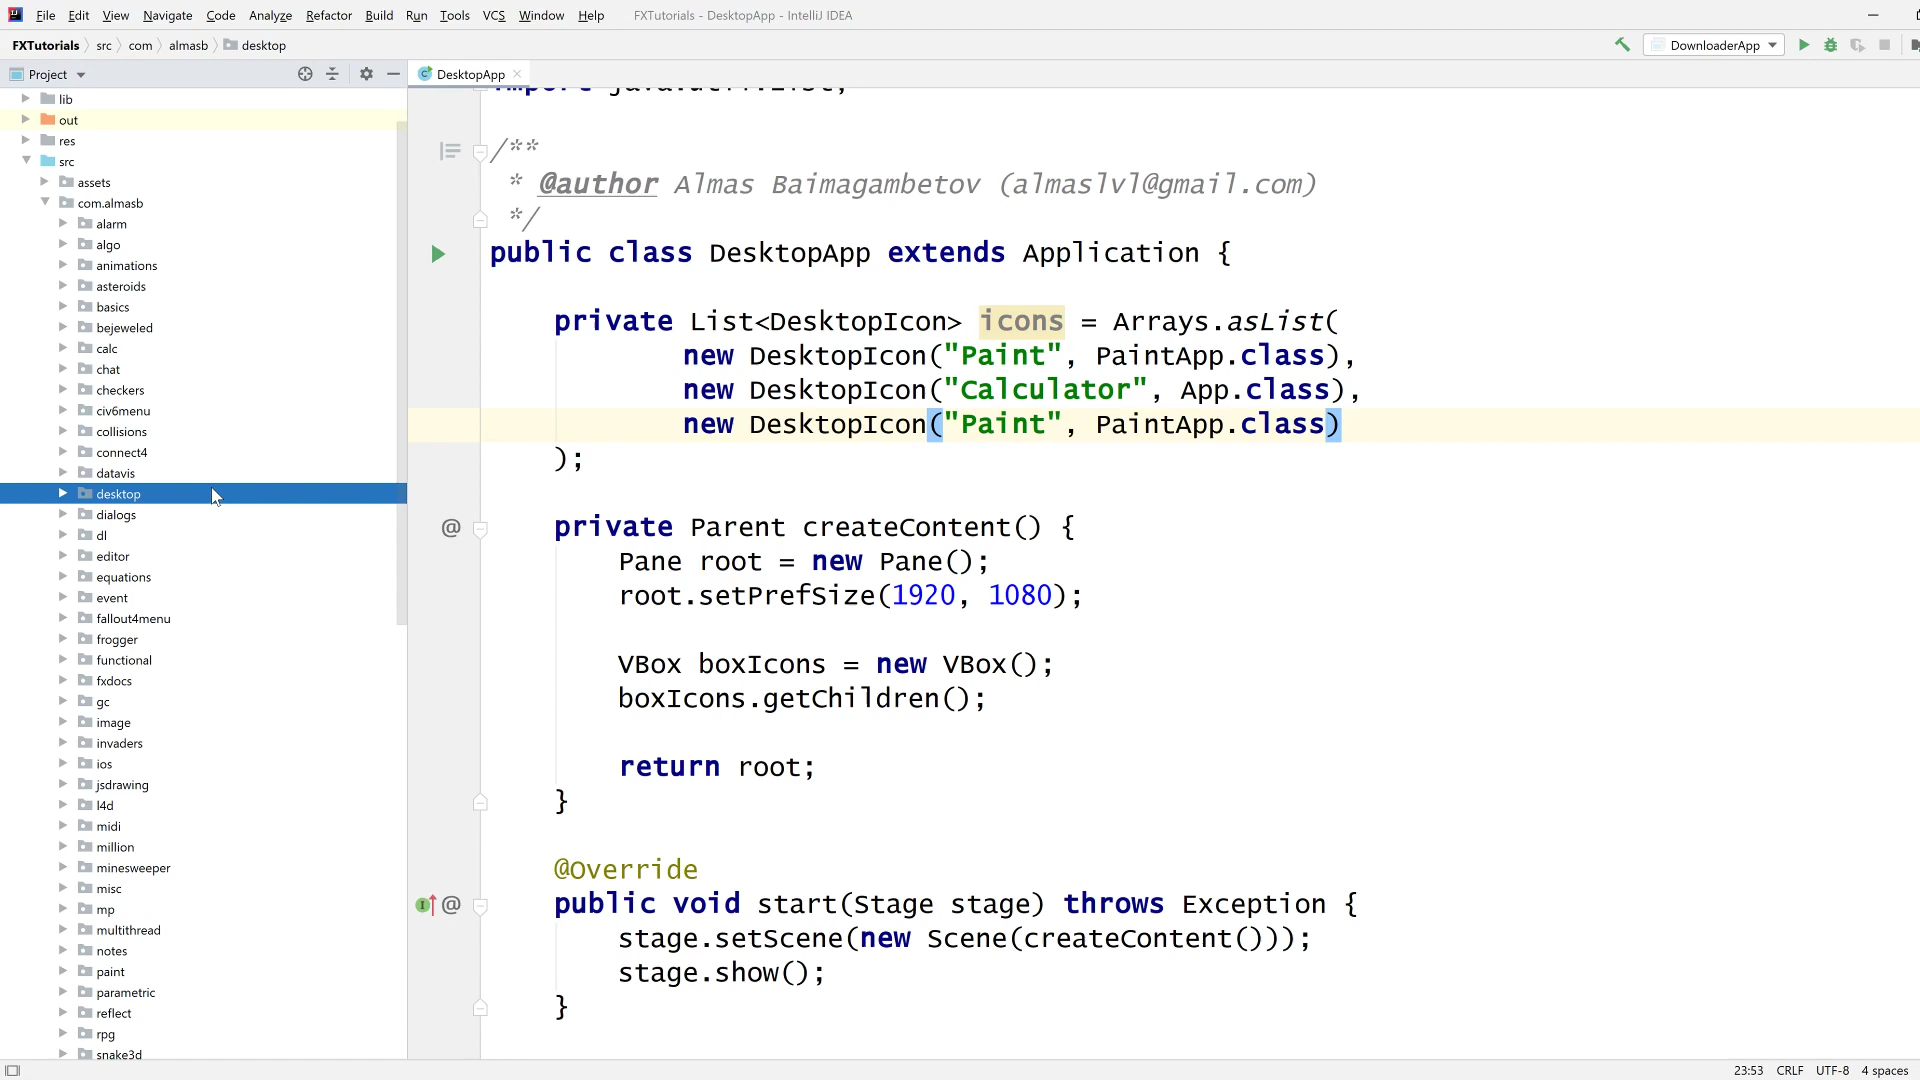 File Edit View Navigate Code Analyze Refactor Build Run Tools VCS Window Help FXTutorials - DesktopApp - IntelliJ IDEA
FXTutorials src com almasb desktop DownloaderApp
Project
DesktopApp
lib
out
res
src
assets
com.almasb
alarm
algo
animations
asteroids
basics
bejeweled
calc
chat
checkers
civ6menu
collisions
connect4
datavis
desktop
dialogs
dl
editor
equations
event
fallout4menu
frogger
functional
fxdocs
gc
image
invaders
ios
jsdrawing
l4d
midi
million
minesweeper
misc
mp
multithread
notes
paint
parametric
reflect
rpg
snake3d
import java.util.List;
/**
* @author Almas Baimagambetov (almaslvl@gmail.com)
*/
public class DesktopApp extends Application {
private List<DesktopIcon> icons = Arrays.asList(
new DesktopIcon("Paint", PaintApp.class),
new DesktopIcon("Calculator", App.class),
new DesktopIcon("Paint", PaintApp.class)
);
@ private Parent createContent() {
Pane root = new Pane();
root.setPrefSize(1920, 1080);
VBox boxIcons = new VBox();
boxIcons.getChildren();
return root;
}
@Override
@ public void start(Stage stage) throws Exception {
stage.setScene(new Scene(createContent()));
stage.show();
}
23:53 CRLF UTF-8 4 spaces